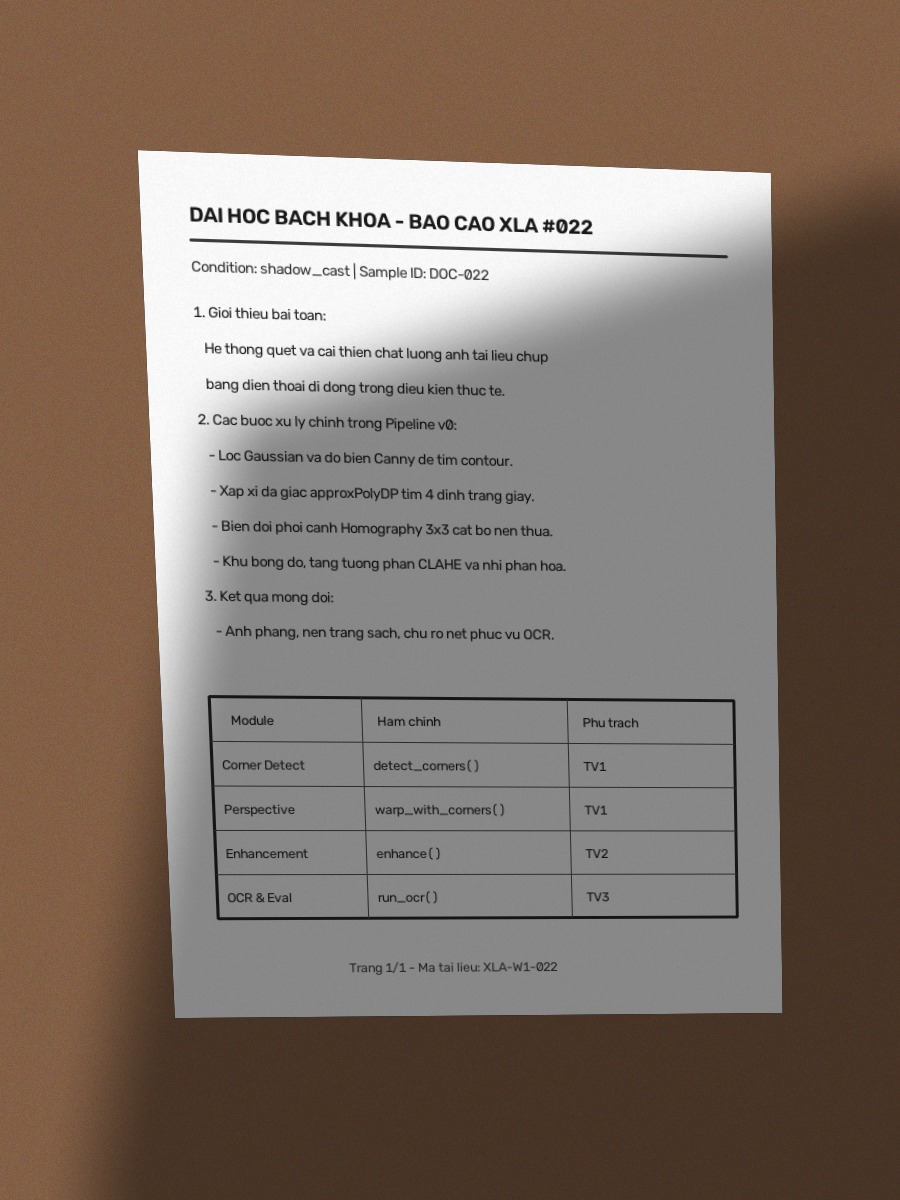 DAI HOC BACH KHOA - BAO CAO XLA #022
Condition: shadow_cast | Sample ID: DOC-022
1. Gioi thieu bai toan:
He thong quet va cai thien chat luong anh tai lieu chup
bang dien thoai di dong trong dieu kien thuc te.
2. Cac buoc xu ly chinh trong Pipeline v0:
- Loc Gaussian va do bien Canny de tim contour.
- Xap xi da giac approxPolyDP tim 4 dinh trang giay.
- Bien doi phoi canh Homography 3x3 cat bo nen thua.
- Khu bong do, tang tuong phan CLAHE va nhi phan hoa.
3. Ket qua mong doi:
- Anh phang, nen trang sach, chu ro net phuc vu OCR.
Module Ham chinh Phu trach
Corner Detect detect_corners() TV1
Perspective warp_with_corners() TV1
Enhancement enhance() TV2
OCR & Eval run_ocr() TV3
Trang 1/1 - Ma tai lieu: XLA-W1-022